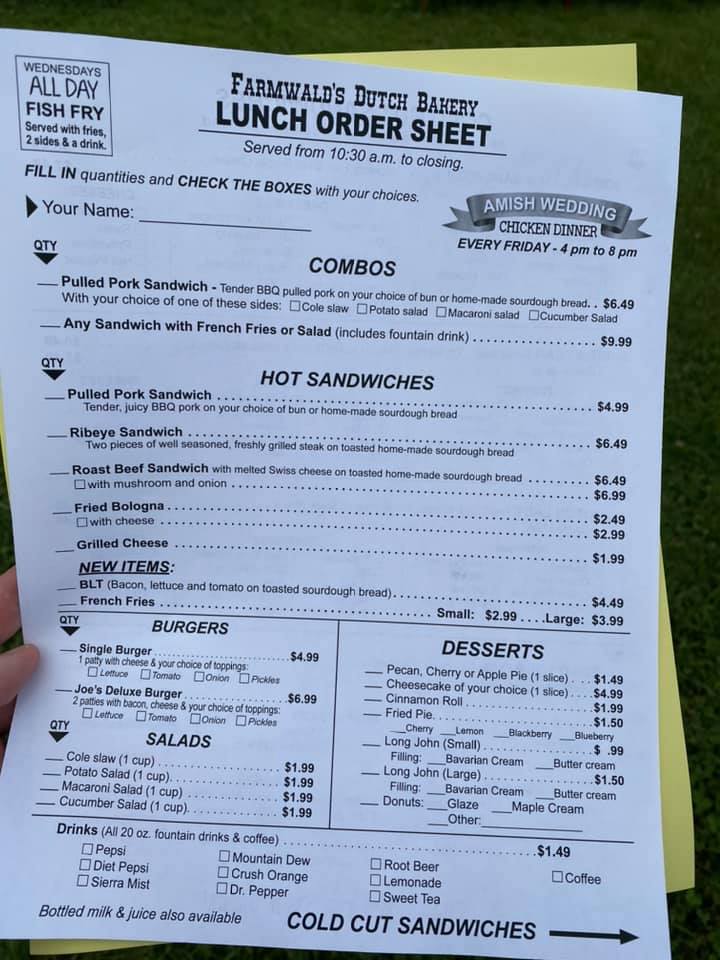 WEDNESDAYS
ALL DAY
FISH FRY
Served with fries,
2 sides & a drink.
FARMWALD'S DUTCH BAKERY
LUNCH ORDER SHEET
Served from 10:30 a.m. to closing.
FILL IN quantities and CHECK THE BOXES with your choices.
Your Name:
AMISH WEDDING
CHICKEN DINNER
EVERY FRIDAY - 4 pm to 8 pm
QTY
COMBOS
Pulled Pork Sandwich - Tender BBQ pulled pork on your choice of bun or home-made sourdough bread. . $6.49
With your choice of one of these sides: ☐Cole slaw ☐Potato salad ☐Macaroni salad ☐Cucumber Salad
Any Sandwich with French Fries or Salad (includes fountain drink) . . . . . . . . . . . . . . . . . $9.99
QTY
HOT SANDWICHES
Pulled Pork Sandwich . . . . . . . . . . . . . . . . . $4.99
Tender, juicy BBQ pork on your choice of bun or home-made sourdough bread
Ribeye Sandwich . . . . . . . . . . . . . . . . . $6.49
Two pieces of well seasoned, freshly grilled steak on toasted home-made sourdough bread
Roast Beef Sandwich with melted Swiss cheese on toasted home-made sourdough bread . . . . . . . . . $6.49
☐with mushroom and onion . . . . . . . . . . . . . . . . . $6.99
Fried Bologna . . . . . . . . . . . . . . . . . $2.49
☐with cheese . . . . . . . . . . . . . . . . . $2.99
Grilled Cheese . . . . . . . . . . . . . . . . . $1.99
NEW ITEMS:
BLT (Bacon, lettuce and tomato on toasted sourdough bread). . . . . . . . . . . . . . . . . $4.49
French Fries . . . . . . . . . . . . . . . . . Small: $2.99 . . . .Large: $3.99
QTY
BURGERS
Single Burger . . . . . . . . . . . . . . . . . $4.99
1 patty with cheese & your choice of toppings:
☐Lettuce ☐Tomato ☐Onion ☐Pickles
Joe's Deluxe Burger . . . . . . . . . . . . . . . . . $6.99
2 patties with bacon, cheese & your choice of toppings:
☐Lettuce ☐Tomato ☐Onion ☐Pickles
QTY
SALADS
Cole slaw (1 cup) . . . . . . . . . . . . . . . . . $1.99
Potato Salad (1 cup). . . . . . . . . . . . . . . . . $1.99
Macaroni Salad (1 cup) . . . . . . . . . . . . . . . $1.99
Cucumber Salad (1 cup). . . . . . . . . . . . . . . $1.99
DESSERTS
Pecan, Cherry or Apple Pie (1 slice) . . . $1.49
Cheesecake of your choice (1 slice) . . . . $4.99
Cinnamon Roll . . . . . . . . . . . . . . . . . $1.99
Fried Pie. . . . . . . . . . . . . . . . . $1.50
___Cherry ___Lemon ___Blackberry ___Blueberry
Long John (Small) . . . . . . . . . . . . . . . . . $ .99
Filling: ___Bavarian Cream ___Butter cream
Long John (Large) . . . . . . . . . . . . . . . . . $1.50
Filling: ___Bavarian Cream ___Butter cream
Donuts: ___Glaze ___Maple Cream
___Other:
Drinks (All 20 oz. fountain drinks & coffee) . . . . . . . . . . . . . . . . . $1.49
☐Pepsi ☐Mountain Dew ☐Root Beer ☐Coffee
☐Diet Pepsi ☐Crush Orange ☐Lemonade
☐Sierra Mist ☐Dr. Pepper ☐Sweet Tea
Bottled milk & juice also available
COLD CUT SANDWICHES